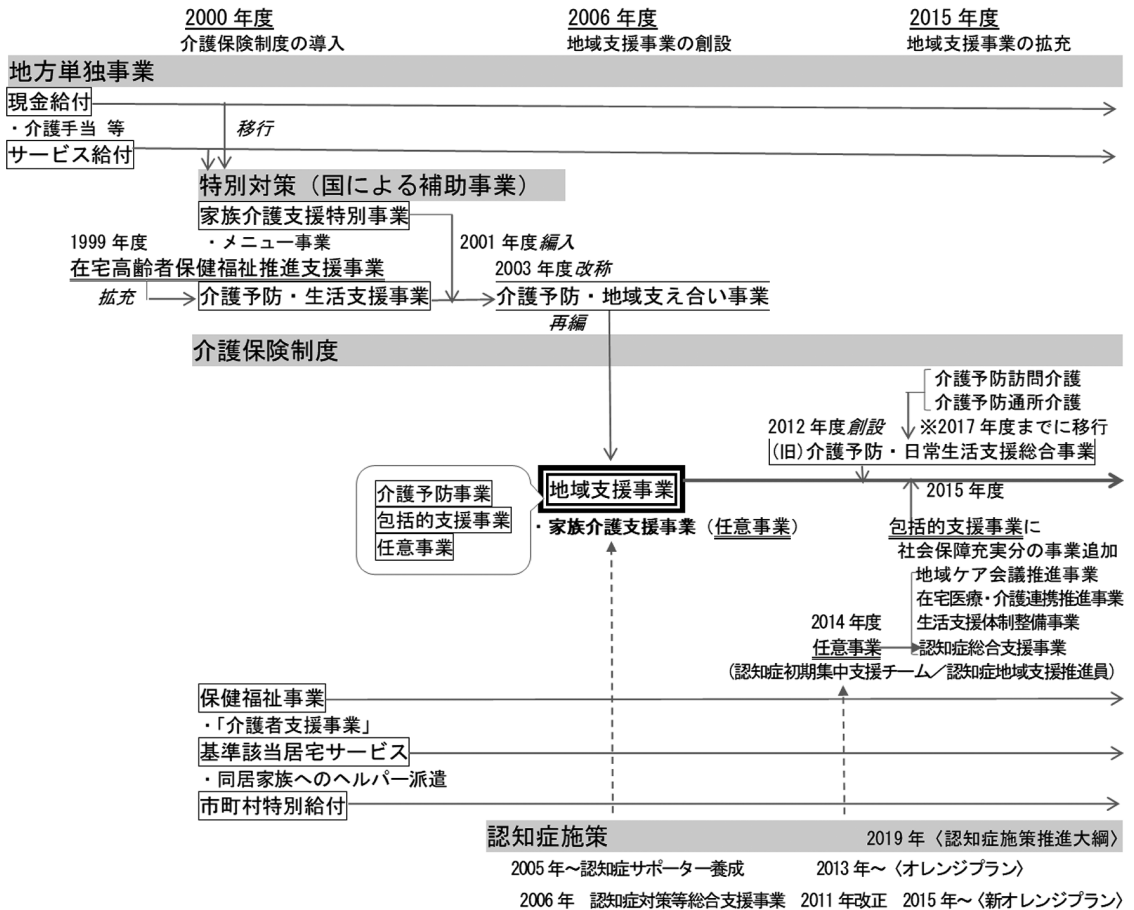 2000 年度
2006 年度
2015 年度
介護保険制度の導入
地域支援事業の創設
地域支援事業の拡充
地方単独事業
現金給付
・介護手当 等
移行
サービス給付
特別対策（国による補助事業）
家族介護支援特別事業
・メニュー事業
1999 年度
2001 年度編入
在宅高齢者保健福祉推進支援事業
2003 年度改称
拡充
介護予防・生活支援事業
介護予防・地域支え合い事業
再編
介護保険制度
介護予防訪問介護
介護予防通所介護
2012 年度創設
※2017 年度までに移行
(旧)介護予防・日常生活支援総合事業
介護予防事業
包括的支援事業
任意事業
地域支援事業
・家族介護支援事業（任意事業）
2015 年度
包括的支援事業に
社会保障充実分の事業追加
地域ケア会議推進事業
在宅医療・介護連携推進事業
生活支援体制整備事業
認知症総合支援事業
2014 年度
任意事業
（認知症初期集中支援チーム／認知症地域支援推進員）
保健福祉事業
・「介護者支援事業」
基準該当居宅サービス
・同居家族へのヘルパー派遣
市町村特別給付
認知症施策
2019 年〈認知症施策推進大綱〉
2005 年～認知症サポーター養成
2013 年～〈オレンジプラン〉
2006 年 認知症対策等総合支援事業 2011 年改正 2015 年～〈新オレンジプラン〉